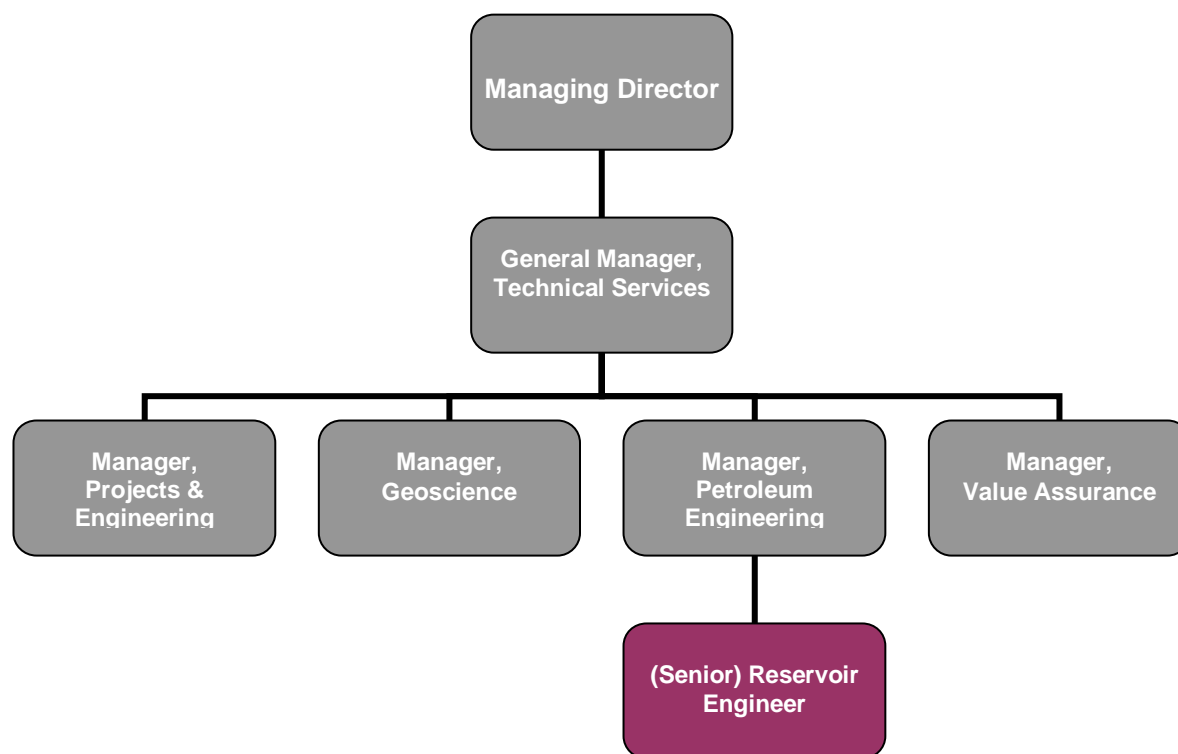 Managing Director
General Manager,
Technical Services
Manager,
Projects &
Engineering
Manager,
Geoscience
Manager,
Petroleum
Engineering
Manager,
Value Assurance
(Senior) Reservoir
Engineer